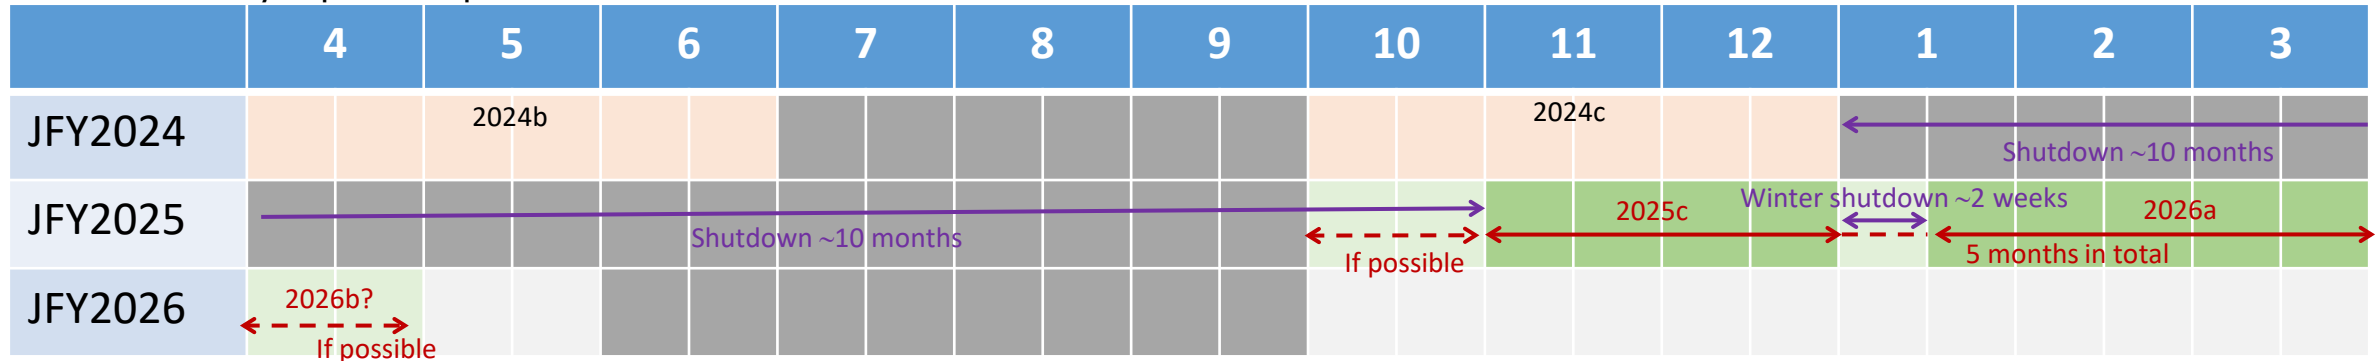 4 5 6 7 8 9 10 11 12 1 2 3
JFY2024
2024b
2024c
Shutdown ~10 months
JFY2025
Shutdown ~10 months
If possible
2025c
Winter shutdown ~2 weeks
2026a
5 months in total
JFY2026
2026b?
If possible